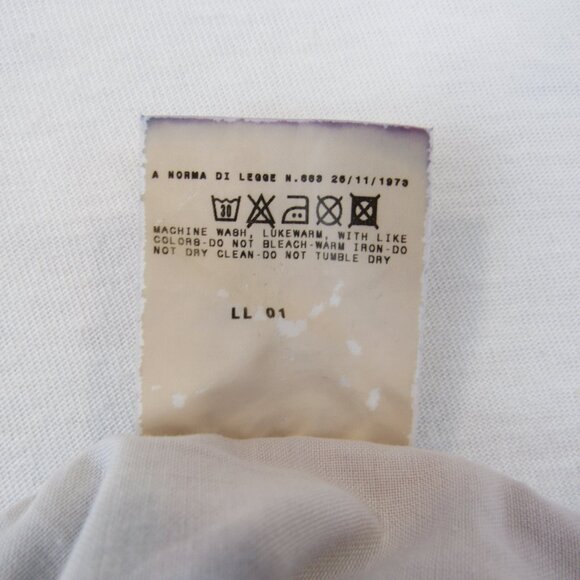 A NORMA DI LEGGE N.883 26/11/1973
30
MACHINE WASH, LUKEWARM, WITH LIKE
COLORS-DO NOT BLEACH-WARM IRON-DO
NOT DRY CLEAN-DO NOT TUMBLE DRY
LL 01